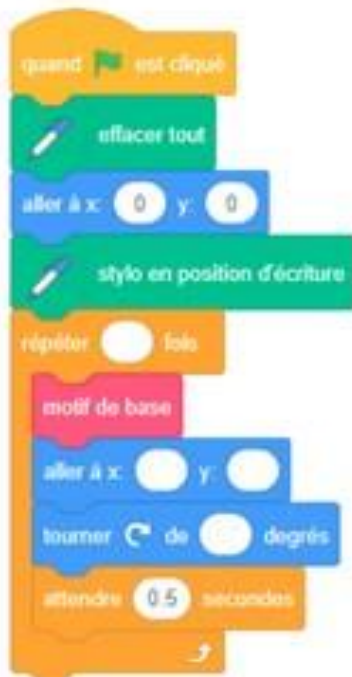 quand est cliqué
effacer tout
aller à x: 0 y: 0
stylo en position d'écriture
répéter fois
motif de base
aller à x: y:
tourner de degrés
attendre 0.5 secondes